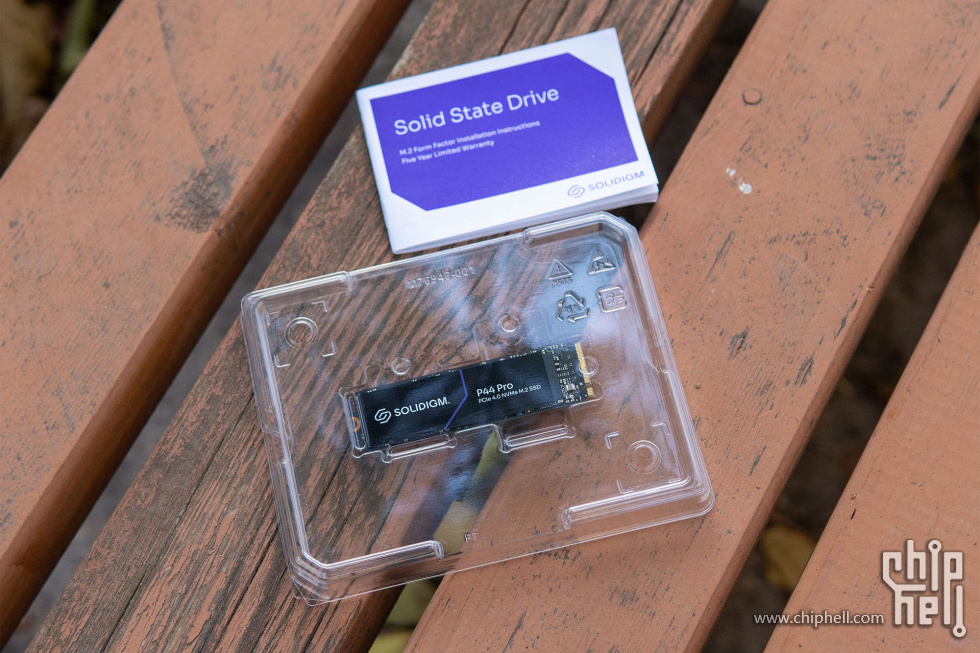 Solid State Drive
M.2 Form Factor Installation Instructions
Five Year Limited Warranty
SOLIDIGM
SOLIDIGM.
P44 Pro
PCIe 4.0 NVMe M.2 SSD
PE
www.chiphell.com
chip
hell